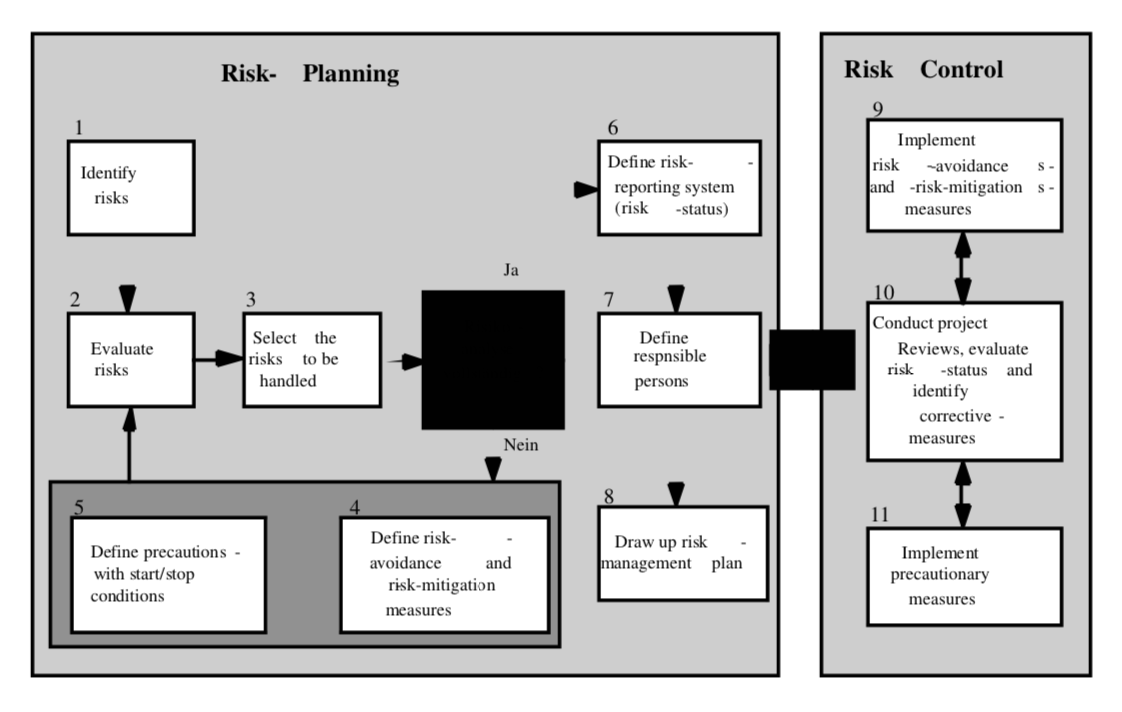 Risk- Planning
1
Identify
risks
2
Evaluate
risks
3
Select the
risks to be
handled
Ja
Nein
5
Define precautions -
with start/stop
conditions
4
Define risk- -
avoidance and
risk-mitigation
measures
6
Define risk- -
reporting system
(risk -status)
7
Define
respnsible
persons
8
Draw up risk -
management plan
Risk Control
9
Implement
risk ~avoidance s -
and -risk-mitigation s -
measures
10
Conduct project
Reviews, evaluate
risk -status and
identify
corrective -
measures
11
Implement
precautionary
measures